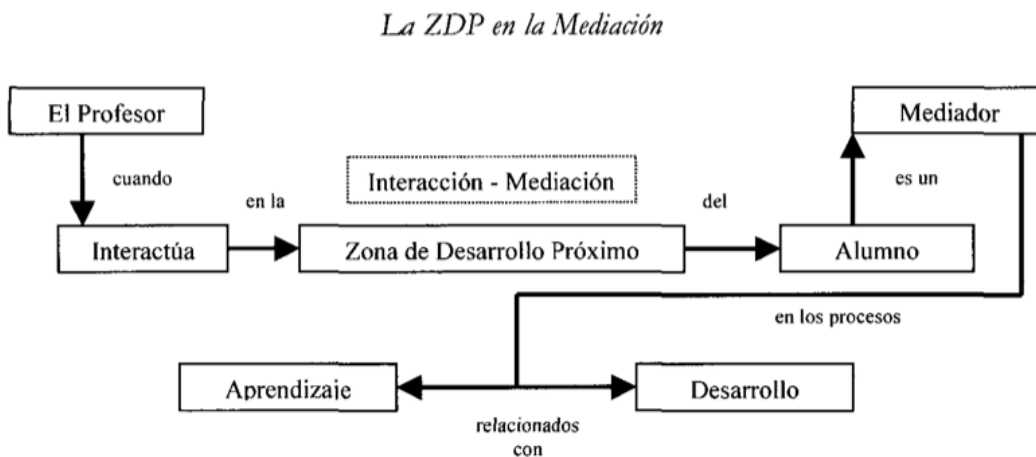 La ZDP en la Mediación
El Profesor
Mediador
cuando
Interacción - Mediación
es un
en la
del
Interactúa
Zona de Desarrollo Próximo
Alumno
en los procesos
Aprendizaje
Desarrollo
relacionados
con